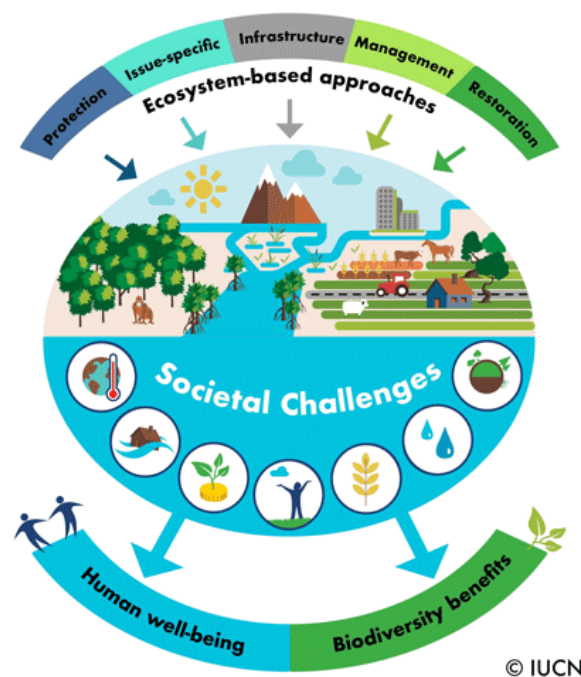 Protection
Issue-specific
Infrastructure
Management
Restoration
Ecosystem-based approaches
Societal Challenges
Human well-being
Biodiversity benefits
© IUCN